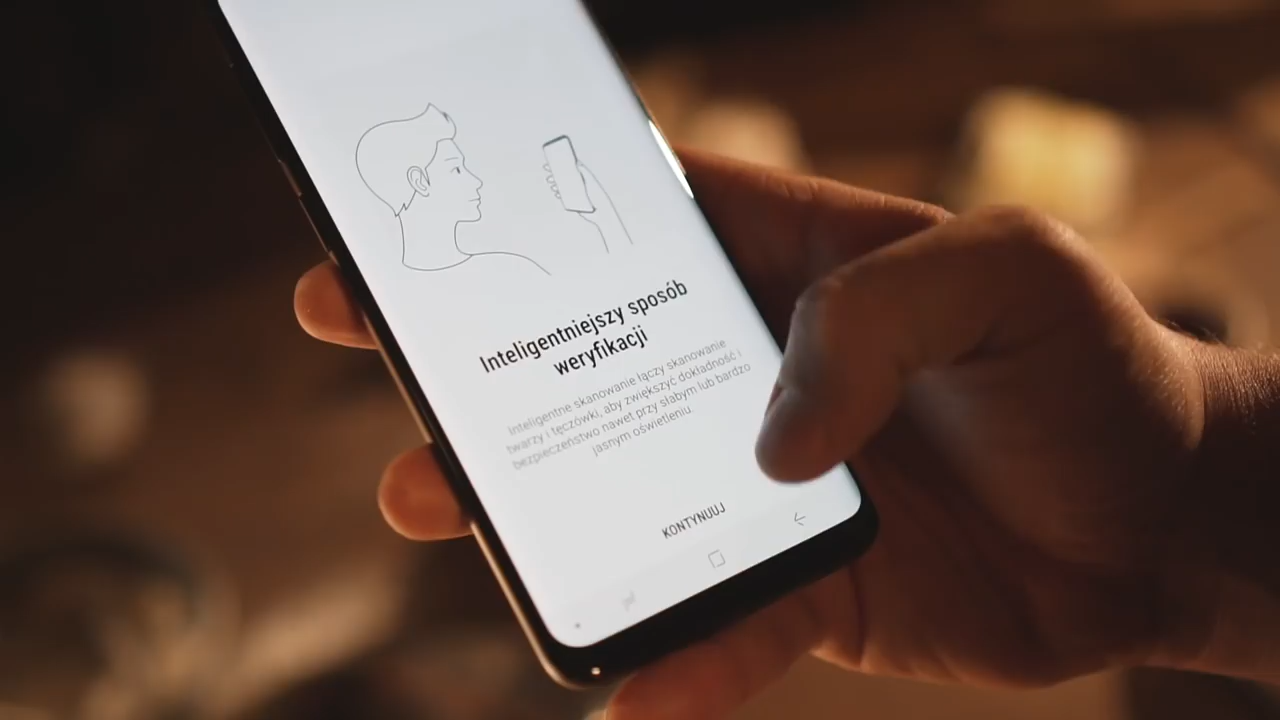 Inteligentniejszy sposób
weryfikacji
Inteligentne skanowanie łączy skanowanie
twarzy i tęczówki, aby zwiększyć dokładność i
bezpieczeństwo nawet przy słabym lub bardzo
jasnym oświetleniu.
KONTYNUUJ